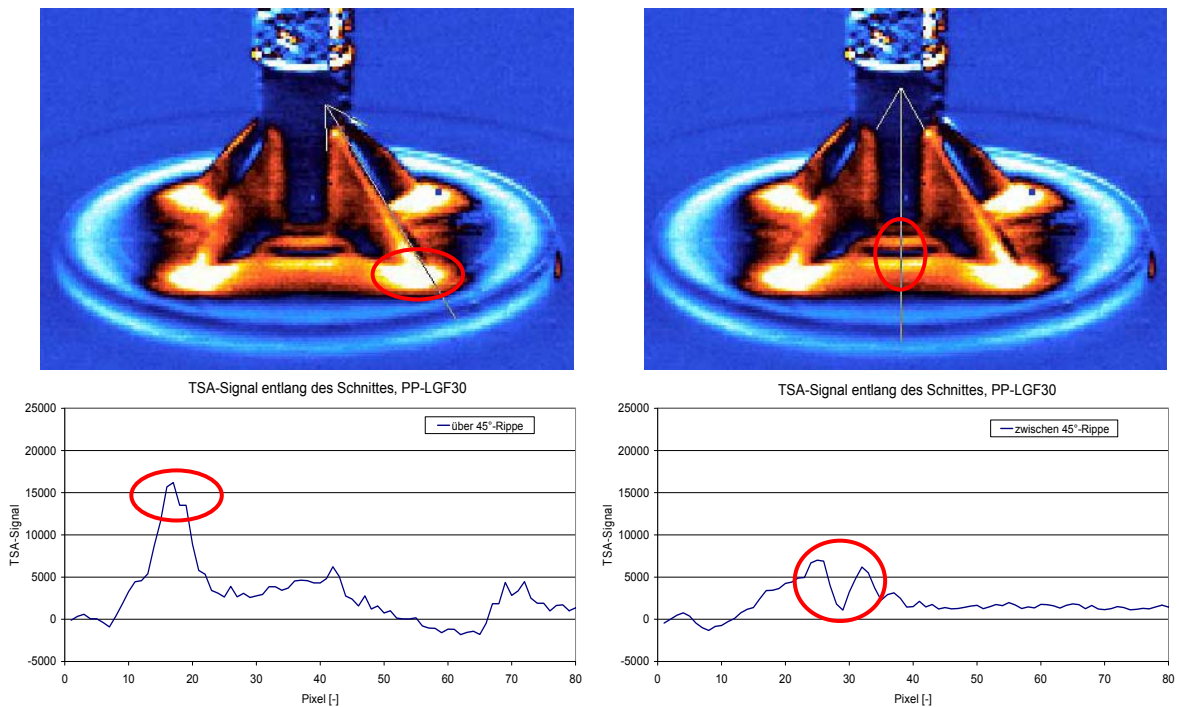 TSA-Signal entlang des Schnittes, PP-LGF30
25000
20000
15000
10000
5000
0
-5000
TSA-Signal
über 45°-Rippe
0 10 20 30 40 50 60 70 80
Pixel [-]
TSA-Signal entlang des Schnittes, PP-LGF30
25000
20000
15000
10000
5000
0
-5000
TSA-Signal
zwischen 45°-Rippe
0 10 20 30 40 50 60 70 80
Pixel [-]